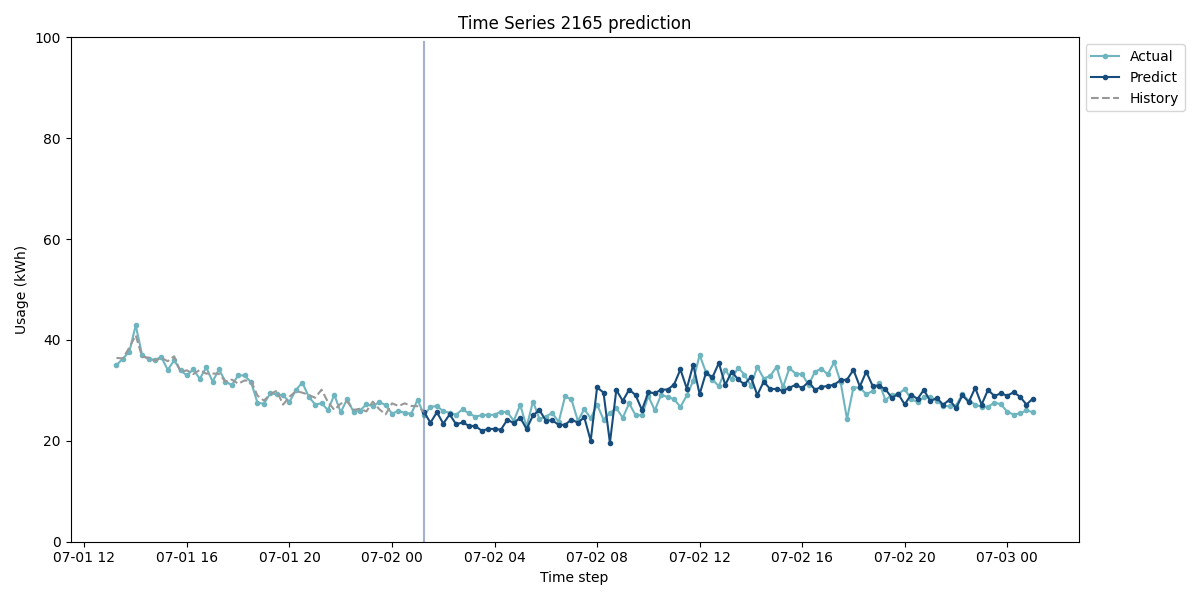 Time Series 2165 prediction
Usage (kWh)
100
80
60
40
20
0
07-01 12
07-01 16
07-01 20
07-02 00
07-02 04
07-02 08
07-02 12
07-02 16
07-02 20
07-03 00
Time step
Actual
Predict
History